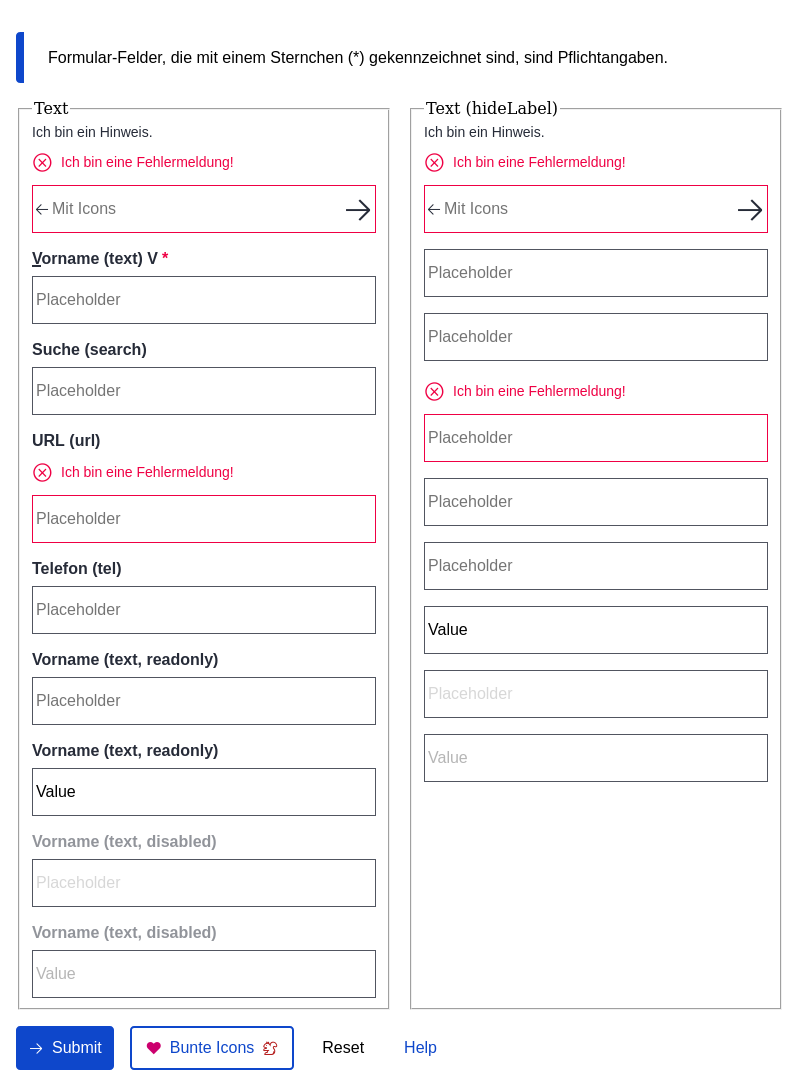 Formular-Felder, die mit einem Sternchen (*) gekennzeichnet sind, sind Pflichtangaben.
Text
Ich bin ein Hinweis.
Ich bin eine Fehlermeldung!
Mit Icons
Vorname (text) V *
Placeholder
Suche (search)
Placeholder
URL (url)
Ich bin eine Fehlermeldung!
Placeholder
Telefon (tel)
Placeholder
Vorname (text, readonly)
Placeholder
Vorname (text, readonly)
Value
Vorname (text, disabled)
Placeholder
Vorname (text, disabled)
Value
Text (hideLabel)
Ich bin ein Hinweis.
Ich bin eine Fehlermeldung!
Mit Icons
Placeholder
Placeholder
Ich bin eine Fehlermeldung!
Placeholder
Placeholder
Placeholder
Value
Placeholder
Value
Submit
Bunte Icons
Reset
Help